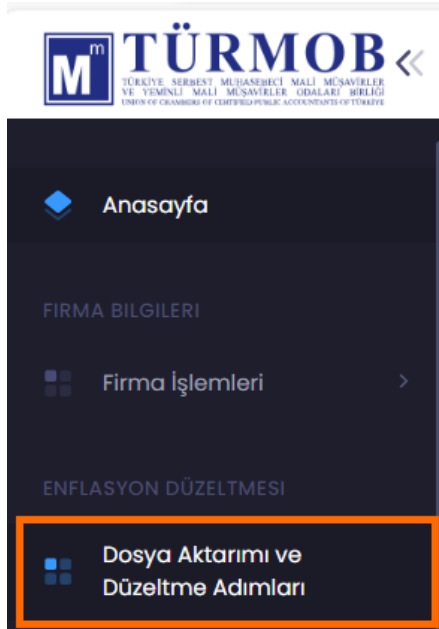 TÜRMOB
TÜRKİYE SERBEST MUHASEBECİ MALİ MÜŞAVİRLER
VE YEMİNLİ MALİ MÜŞAVİRLER ODALARI BİRLİĞİ
UNION OF CHAMBERS OF CERTIFIED PUBLIC ACCOUNTANTS OF TÜRKİYE
M m
Anasayfa
FIRMA BILGILERI
Firma İşlemleri
ENFLASYON DÜZELTMESI
Dosya Aktarımı ve
Düzeltme Adımları